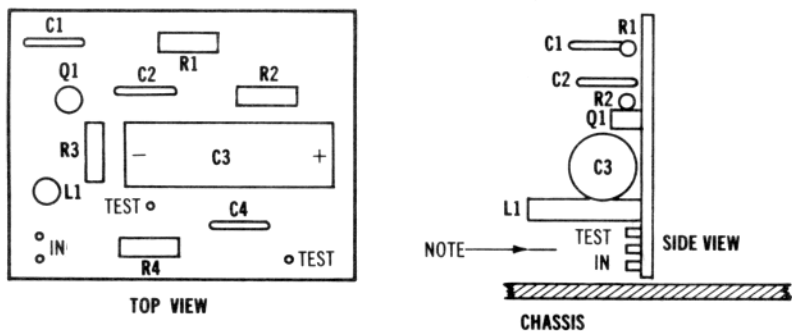 C1
R1
Q1
C2
R2
R3
- C3 +
L1
TEST
C4
IN
R4
TEST
TOP VIEW
R1
C1
C2
R2
Q1
C3
L1
TEST
NOTE
SIDE VIEW
IN
CHASSIS